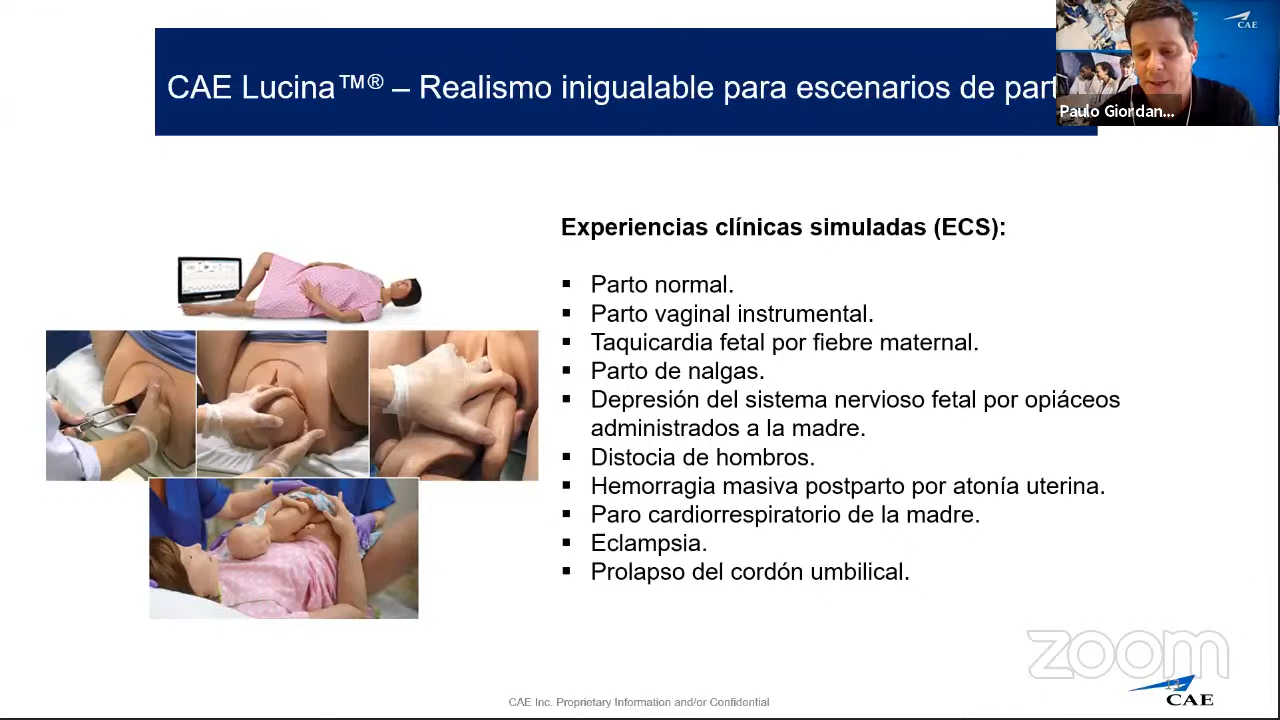 CAE Lucina™® – Realismo inigualable para escenarios de part
CAE
Paulo Giordan...
Experiencias clínicas simuladas (ECS):
▪ Parto normal.
▪ Parto vaginal instrumental.
▪ Taquicardia fetal por fiebre maternal.
▪ Parto de nalgas.
▪ Depresión del sistema nervioso fetal por opiáceos
administrados a la madre.
▪ Distocia de hombros.
▪ Hemorragia masiva postparto por atonía uterina.
▪ Paro cardiorrespiratorio de la madre.
▪ Eclampsia.
▪ Prolapso del cordón umbilical.
zoom
CAE
CAE Inc. Proprietary Information and/or Confidential